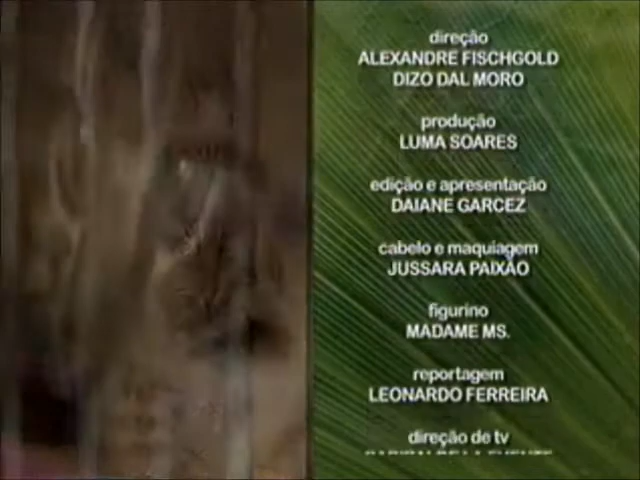 direção
ALEXANDRE FISCHGOLD
DIZO DAL MORO
produção
LUMA SOARES
edição e apresentação
DAIANE GARCEZ
cabelo e maquiagem
JUSSARA PAIXÃO
figurino
MADAME MS.
reportagem
LEONARDO FERREIRA
direção de tv